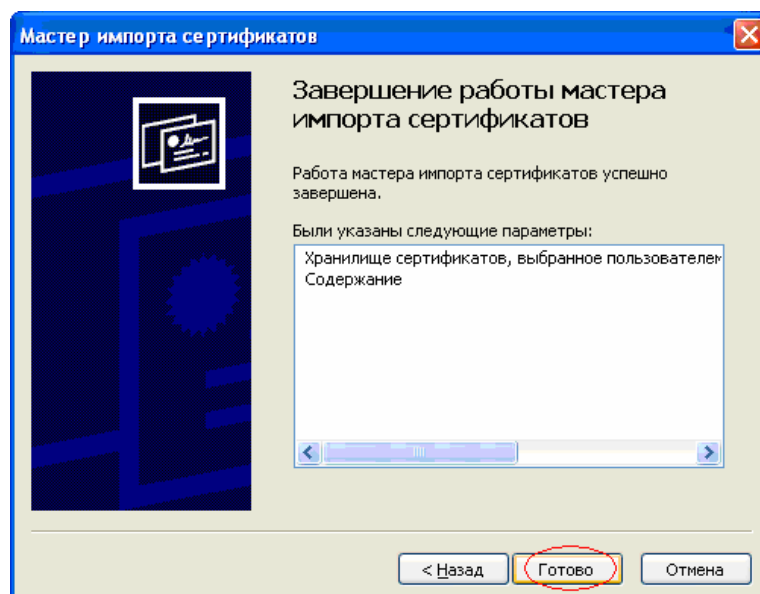 Мастер импорта сертификатов
Завершение работы мастера
импорта сертификатов
Работа мастера импорта сертификатов успешно
завершена.
Были указаны следующие параметры:
Хранилище сертификатов, выбранное пользователем
Содержание
< Назад
Готово
Отмена